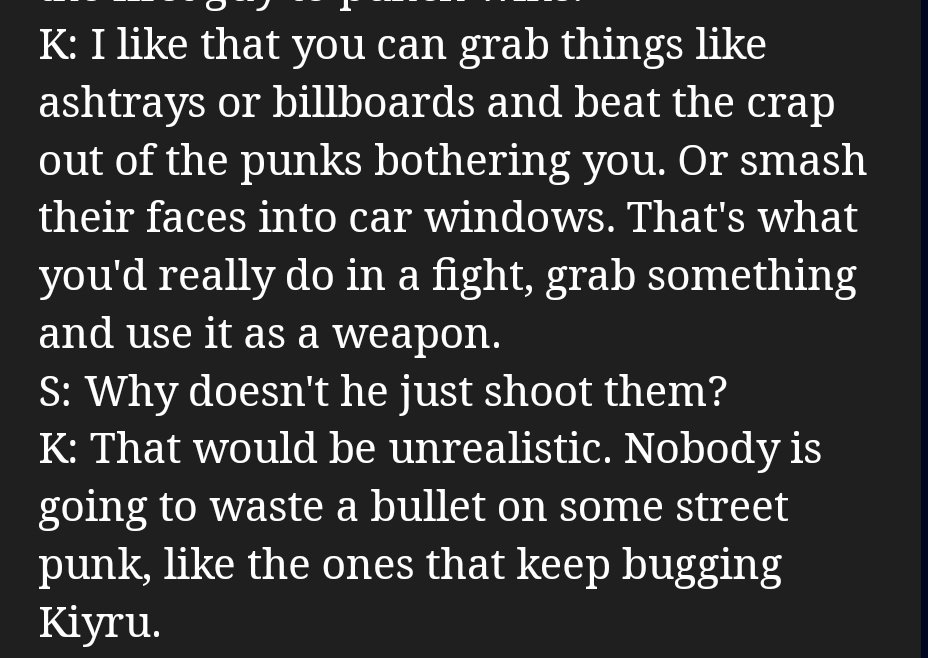 K: I like that you can grab things like
ashtrays or billboards and beat the crap
out of the punks bothering you. Or smash
their faces into car windows. That's what
you'd really do in a fight, grab something
and use it as a weapon.
S: Why doesn't he just shoot them?
K: That would be unrealistic. Nobody is
going to waste a bullet on some street
punk, like the ones that keep bugging
Kiyru.